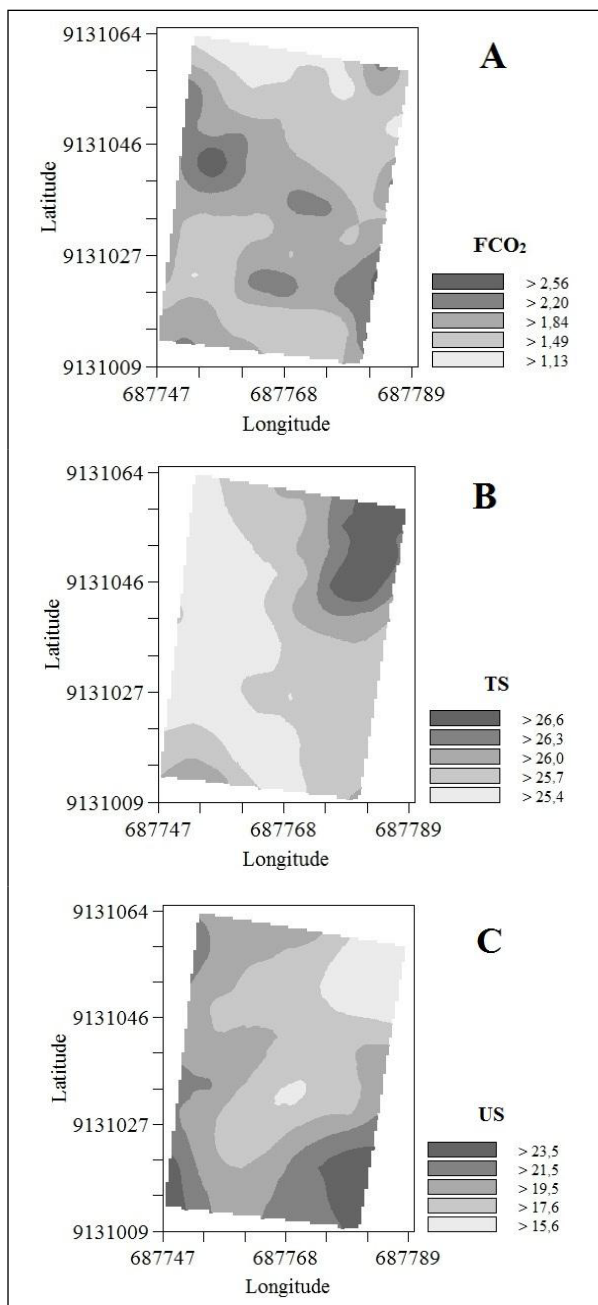 A
9131064
9131046
9131027
9131009
Latitude
687747 687768 687789
Longitude
FCO₂
> 2,56
> 2,20
> 1,84
> 1,49
> 1,13
B
9131064
9131046
9131027
9131009
Latitude
687747 687768 687789
Longitude
TS
> 26,6
> 26,3
> 26,0
> 25,7
> 25,4
C
9131064
9131046
9131027
9131009
Latitude
687747 687768 687789
Longitude
US
> 23,5
> 21,5
> 19,5
> 17,6
> 15,6